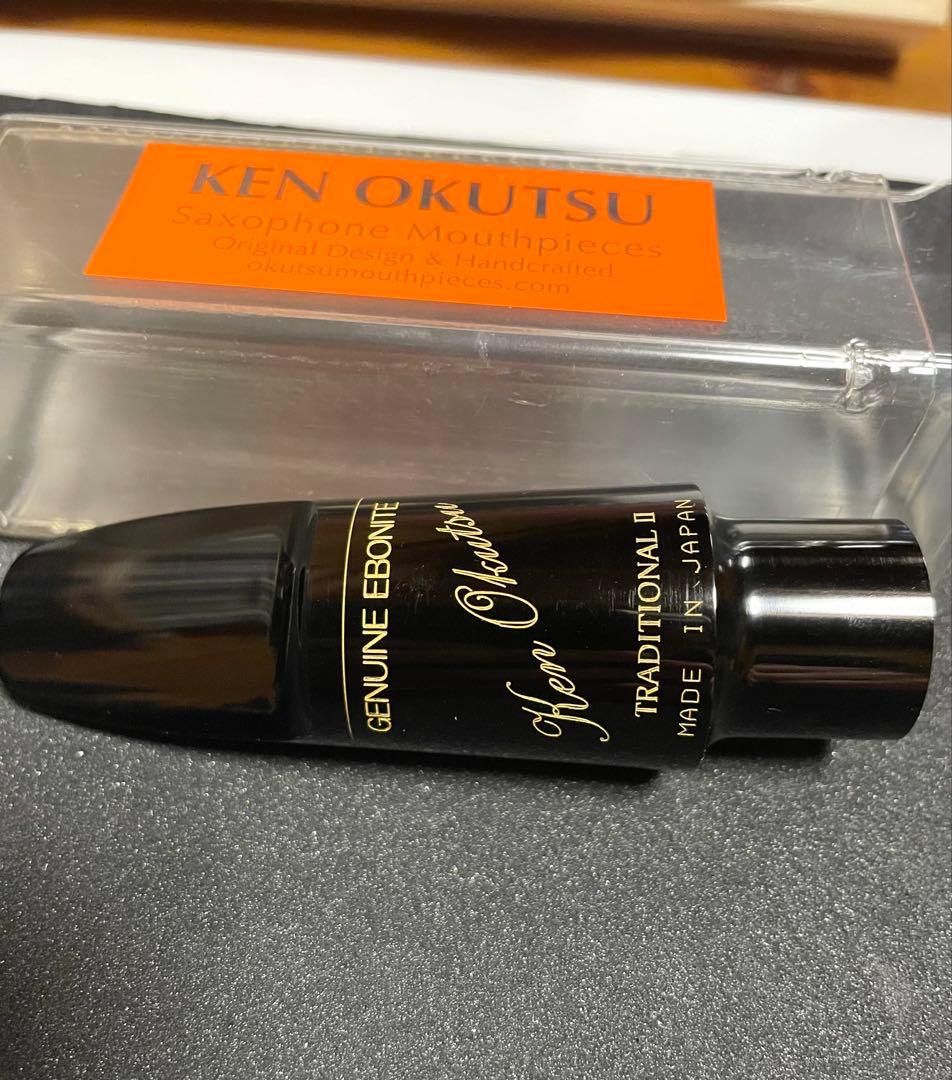 KEN OKUTSU
Saxophone Mouthpieces
Original Design & Handcrafted
okutsumouthpieces.com
GENUINE EBONITE
Ken Okutsu
TRADITIONAL II
MADE IN JAPAN